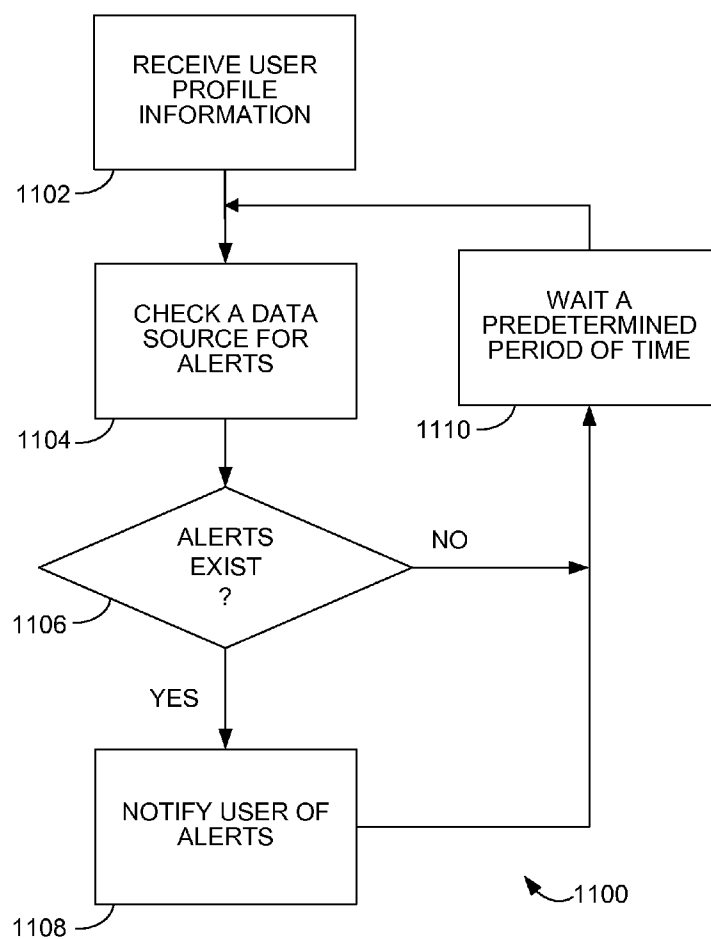 RECEIVE USER
PROFILE
INFORMATION
1102
CHECK A DATA
SOURCE FOR
ALERTS
1104
WAIT A
PREDETERMINED
PERIOD OF TIME
1110
ALERTS
EXIST
?
1106
NO
YES
NOTIFY USER OF
ALERTS
1108
1100